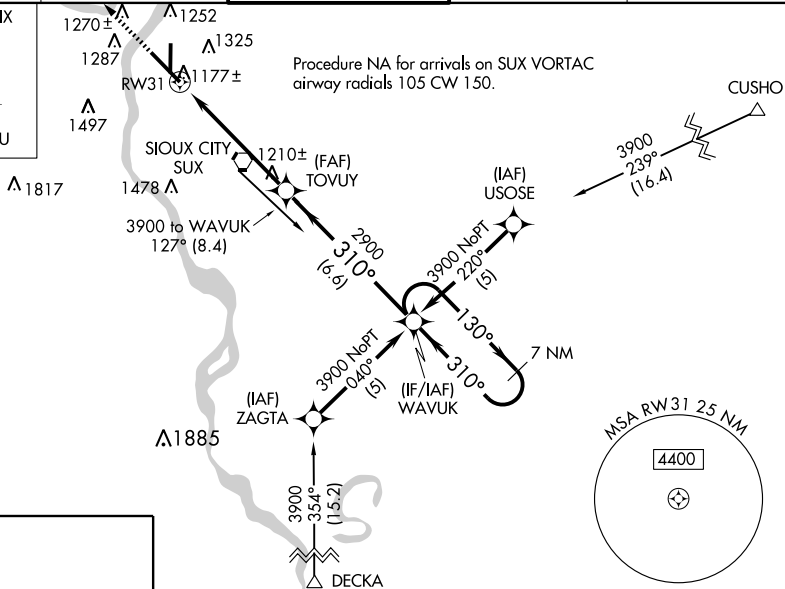 IX
1270±
1252
1287
1325
1177±
RW31
Procedure NA for arrivals on SUX VORTAC
airway radials 105 CW 150.
CUSHO
1497
U
SIOUX CITY
SUX
1210±
(FAF)
TOVUY
3900
239°
(16.4)
(IAF)
USOSE
1817
1478
3900 to WAVUK
127° (8.4)
2900
310°
(6.6)
3900 NoPT
220°
(5)
130°
310°
7 NM
3900 NoPT
040°
(5)
(IF/IAF)
WAVUK
(IAF)
ZAGTA
1885
MSA RW31 25 NM
4400
3900
354°
(15.2)
DECKA